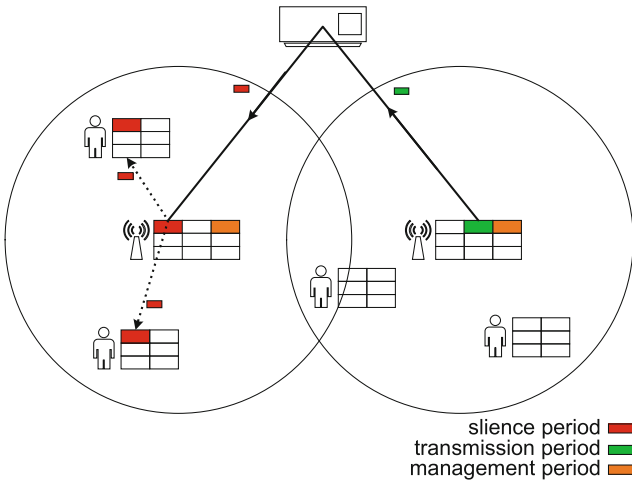 slience period
transmission period
management period